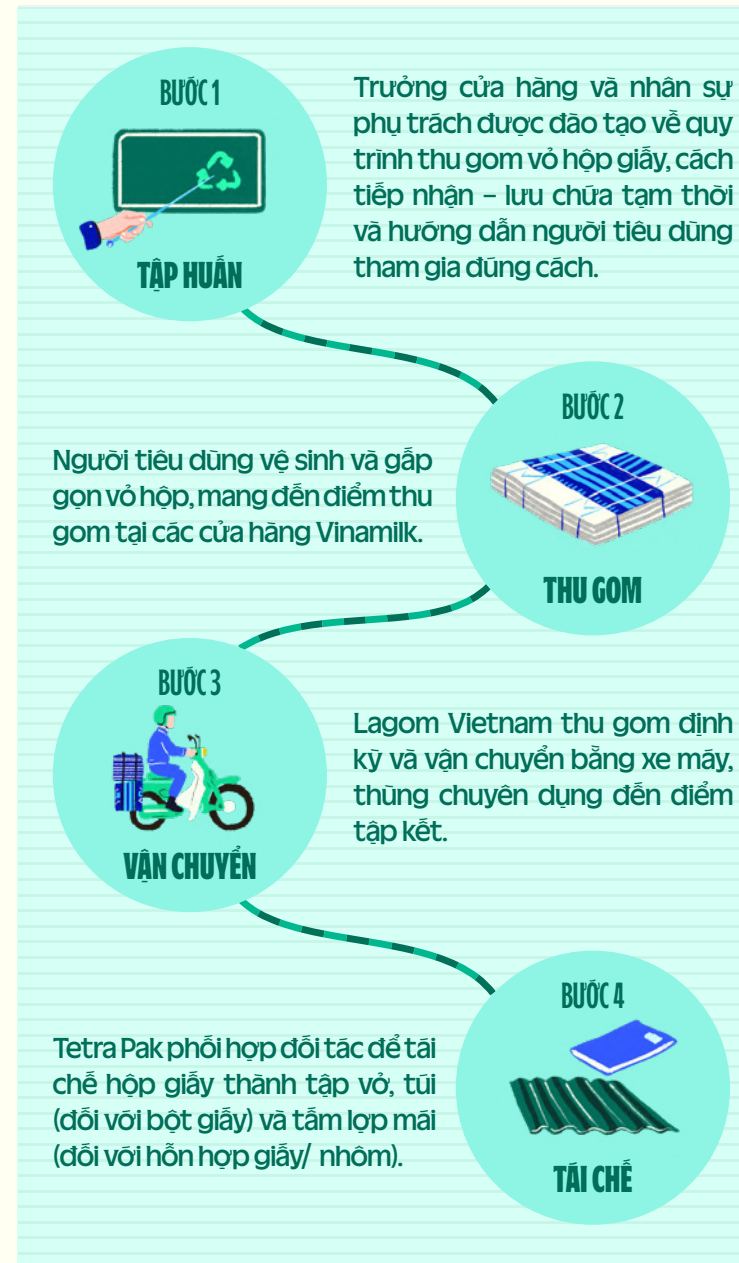 BƯỚC 1
TẬP HUẤN
Trưởng cửa hàng và nhân sự
phụ trách được đào tạo về quy
trình thu gom vỏ hộp giấy, cách
tiếp nhận – lưu chứa tạm thời
và hướng dẫn người tiêu dùng
tham gia đúng cách.
BƯỚC 2
THU GOM
Người tiêu dùng vệ sinh và gấp
gọn vỏ hộp, mang đến điểm thu
gom tại các cửa hàng Vinamilk.
BƯỚC 3
VẬN CHUYỂN
Lagom Vietnam thu gom định
kỳ và vận chuyển bằng xe máy,
thùng chuyên dụng đến điểm
tập kết.
BƯỚC 4
TÁI CHẾ
Tetra Pak phối hợp đối tác để tái
chế hộp giấy thành tập vở, túi
(đối với bột giấy) và tấm lợp mái
(đối với hỗn hợp giấy/ nhôm).